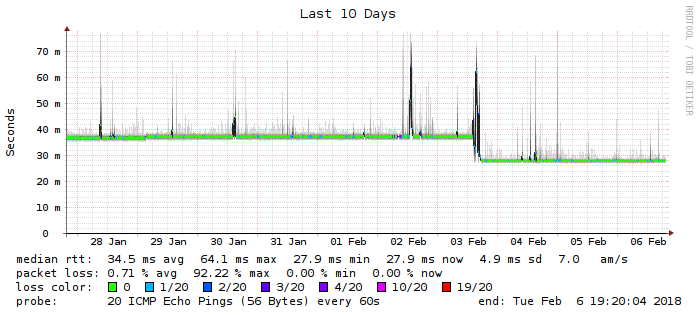 Last 10 Days
RRDTOOL / TOBI OETIKER
Seconds
70 m
60 m
50 m
40 m
30 m
20 m
10 m
0
28 Jan 29 Jan 30 Jan 31 Jan 01 Feb 02 Feb 03 Feb 04 Feb 05 Feb 06 Feb
median rtt: 34.5 ms avg 64.1 ms max 27.9 ms min 27.9 ms now 4.9 ms sd 7.0 am/s
packet loss: 0.71 % avg 92.22 % max 0.00 % min 0.00 % now
loss color: 0 1/20 2/20 3/20 4/20 10/20 19/20
probe: 20 ICMP Echo Pings (56 Bytes) every 60s end: Tue Feb 6 19:20:04 2018